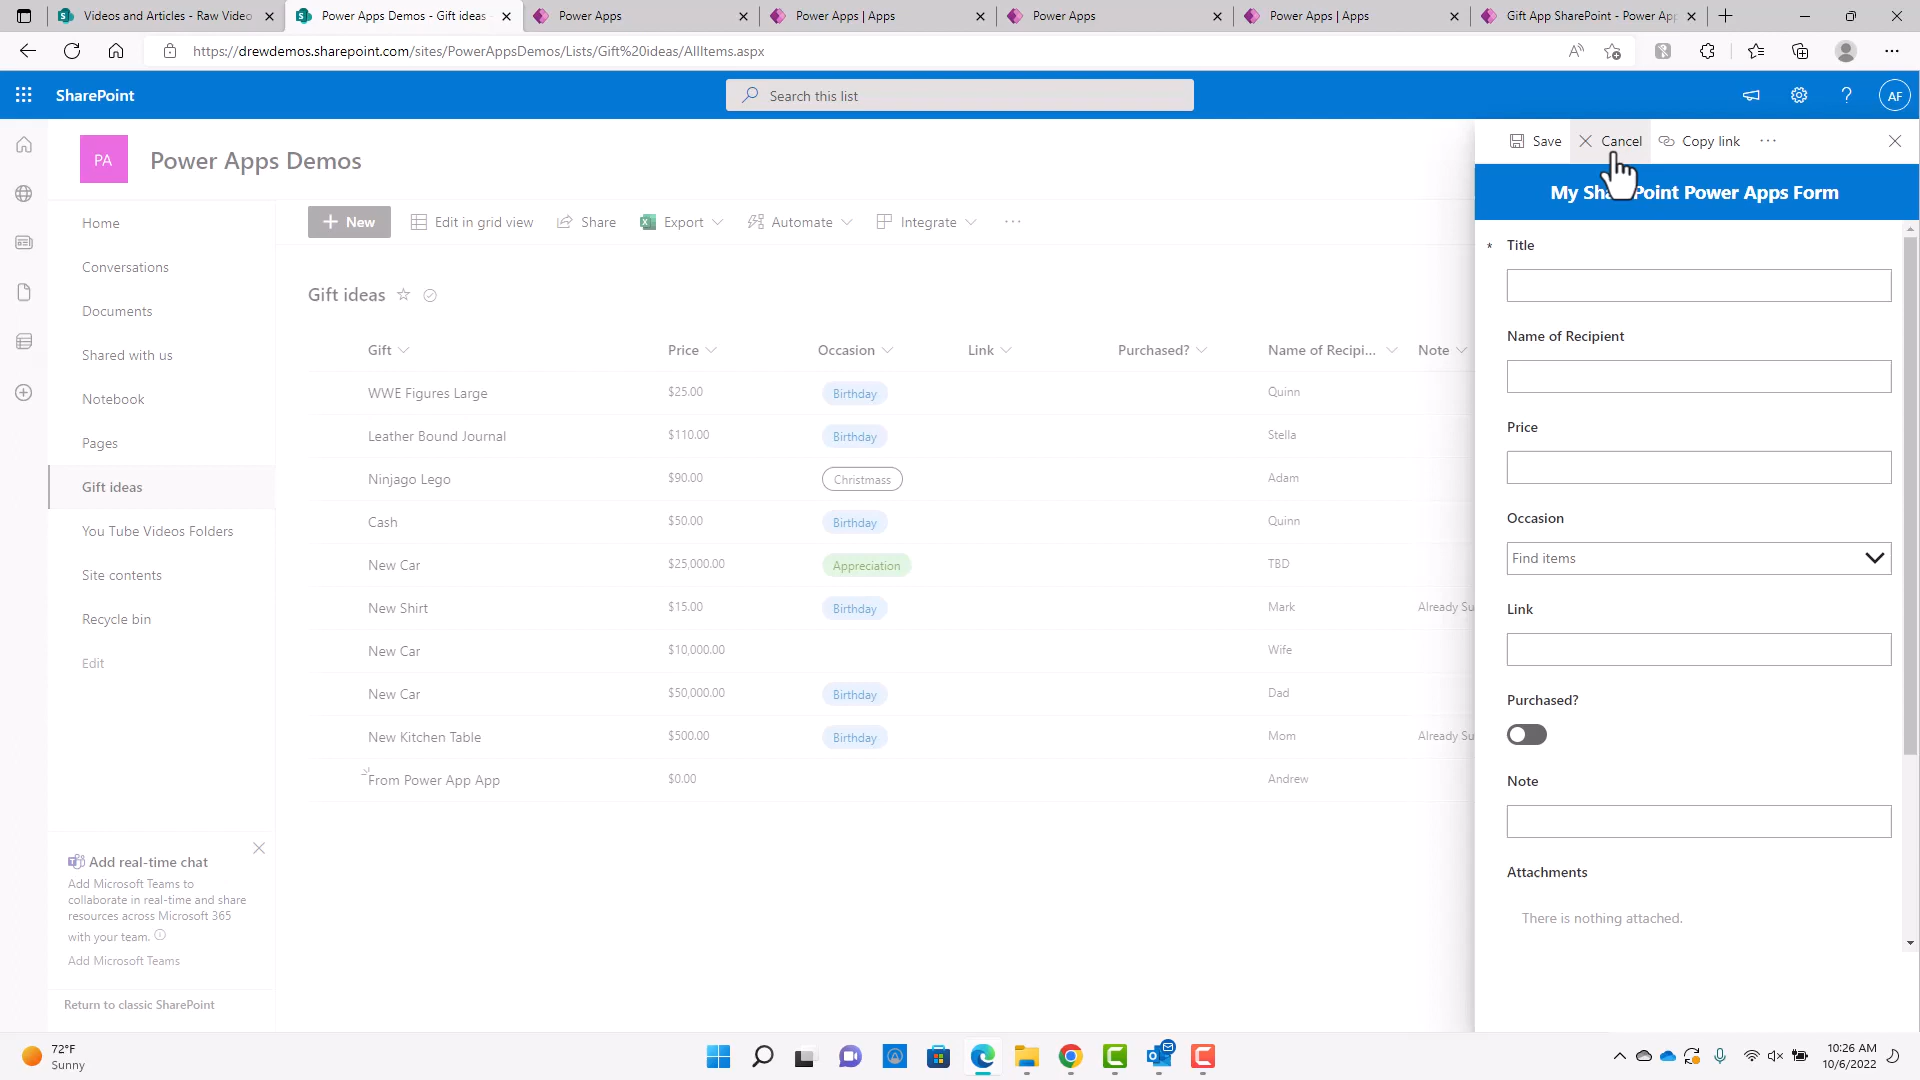 Videos and Articles - Raw Video
Power Apps Demos - Gift ideas
Power Apps
Power Apps | Apps
Power Apps
Power Apps | Apps
Gift App SharePoint - Power App
https://drewdemos.sharepoint.com/sites/PowerAppsDemos/Lists/Gift%20ideas/AllItems.aspx
SharePoint
Search this list
AF
PA
Power Apps Demos
Save
Cancel
Copy link
My SharePoint Power Apps Form
Home
Conversations
Documents
Shared with us
Notebook
Pages
Gift ideas
You Tube Videos Folders
Site contents
Recycle bin
Edit
New
Edit in grid view
Share
Export
Automate
Integrate
Gift ideas
Gift Price Occasion Link Purchased? Name of Recipi... Note
WWE Figures Large $25.00 Birthday Quinn
Leather Bound Journal $110.00 Birthday Stella
Ninjago Lego $90.00 Christmass Adam
Cash $50.00 Birthday Quinn
New Car $25,000.00 Appreciation TBD
New Shirt $15.00 Birthday Mark Already Su
New Car $10,000.00 Wife
New Car $50,000.00 Birthday Dad
New Kitchen Table $500.00 Birthday Mom Already Su
From Power App App $0.00 Andrew
* Title
Name of Recipient
Price
Occasion
Find items
Link
Purchased?
Note
Attachments
There is nothing attached.
Add real-time chat
Add Microsoft Teams to
collaborate in real-time and share
resources across Microsoft 365
with your team.
Add Microsoft Teams
Return to classic SharePoint
72°F
Sunny
10:26 AM
10/6/2022